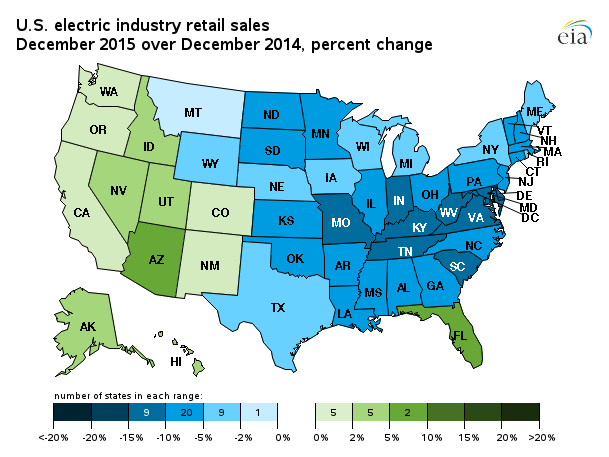 U.S. electric industry retail sales
December 2015 over December 2014, percent change
eia
WA
MT
ND
MN
ME
OR
ID
SD
WI
MI
NY
VT
NH
MA
RI
CT
WY
IA
NE
PA
NJ
NV
UT
CO
KS
MO
IL
IN
OH
WV
VA
DE
MD
DC
CA
KY
AZ
NM
OK
AR
TN
NC
SC
TX
MS
AL
GA
LA
FL
AK
HI
number of states in each range:
9 20 9 1 5 5 2
<-20% -20% -15% -10% -5% -2% 0% 0% 2% 5% 10% 15% 20% >20%